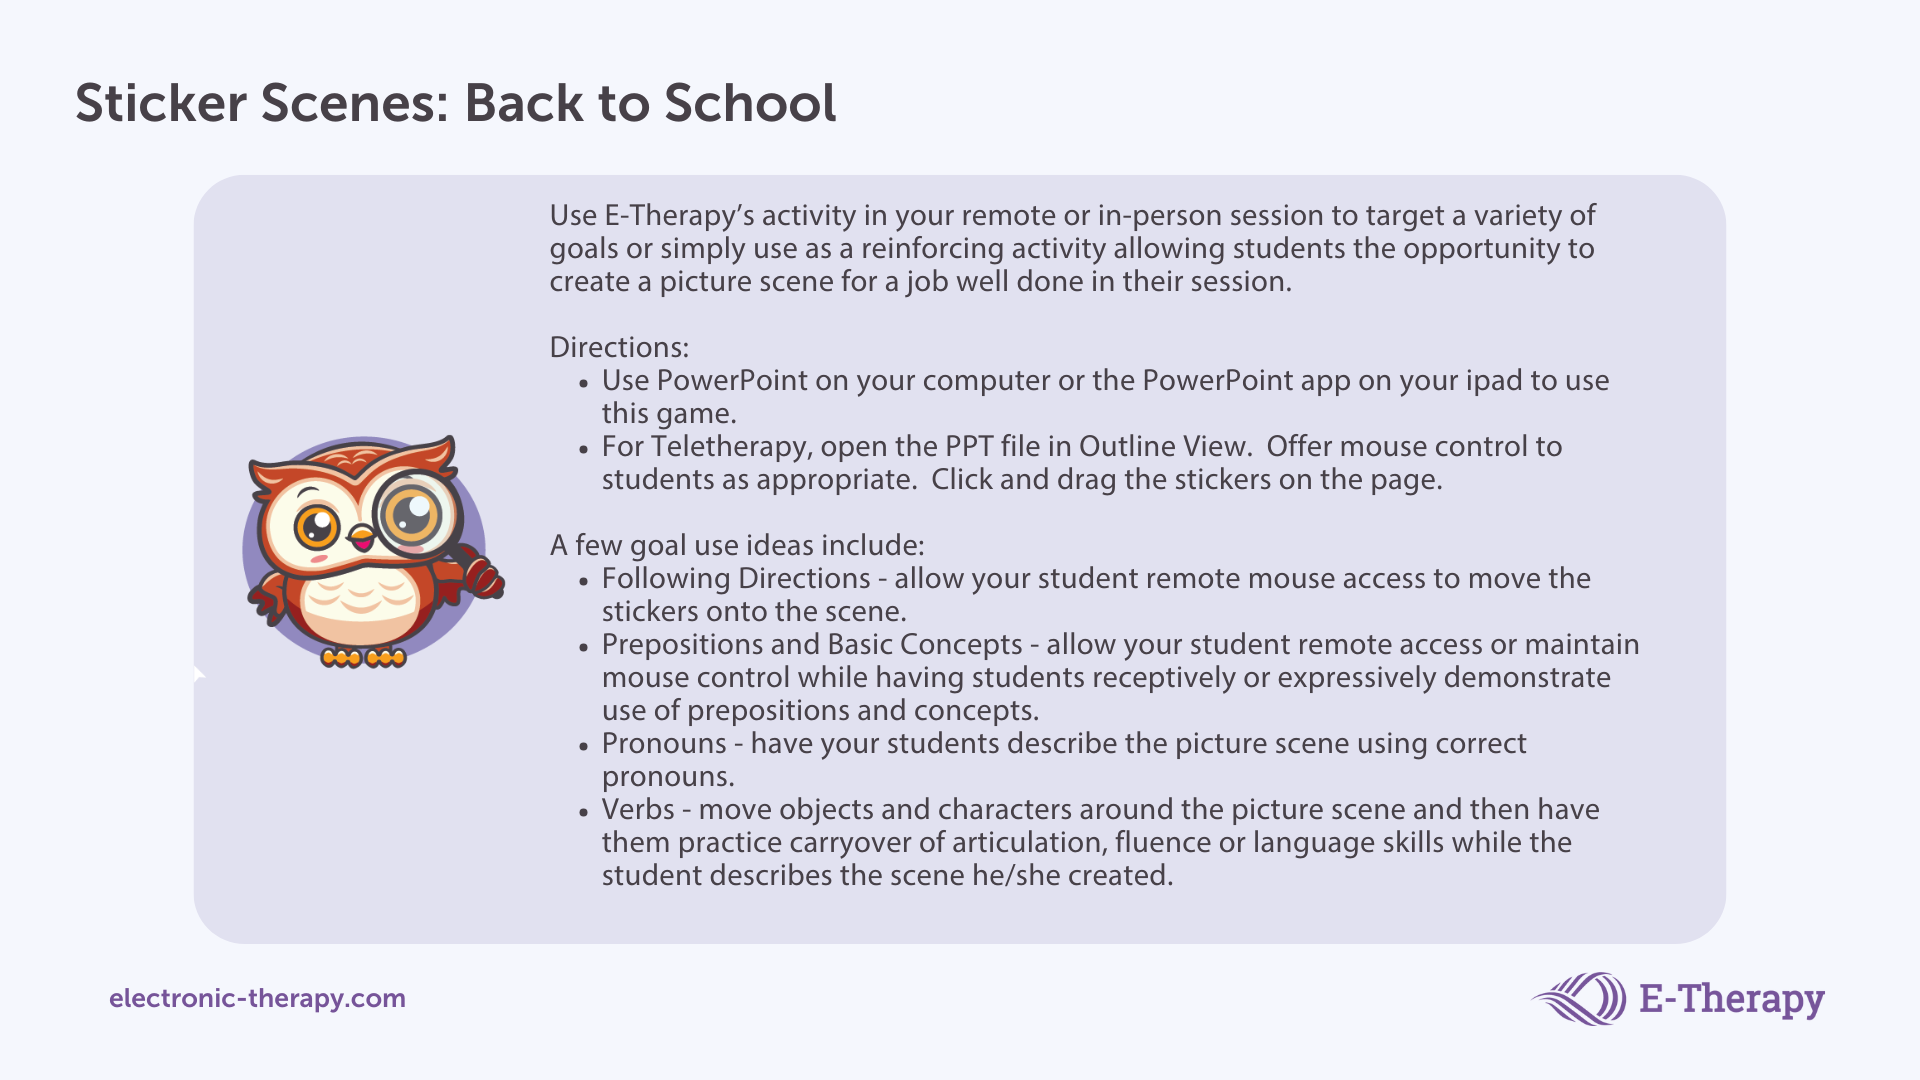 Sticker Scenes: Back to School
Use E-Therapy’s activity in your remote or in-person session to target a variety of
goals or simply use as a reinforcing activity allowing students the opportunity to
create a picture scene for a job well done in their session.
Directions:
• Use PowerPoint on your computer or the PowerPoint app on your ipad to use
this game.
• For Teletherapy, open the PPT file in Outline View.  Offer mouse control to
students as appropriate.  Click and drag the stickers on the page.
A few goal use ideas include:
• Following Directions - allow your student remote mouse access to move the
stickers onto the scene.
• Prepositions and Basic Concepts - allow your student remote access or maintain
mouse control while having students receptively or expressively demonstrate
use of prepositions and concepts.
• Pronouns - have your students describe the picture scene using correct
pronouns.
• Verbs - move objects and characters around the picture scene and then have
them practice carryover of articulation, fluence or language skills while the
student describes the scene he/she created.
electronic-therapy.com
E-Therapy